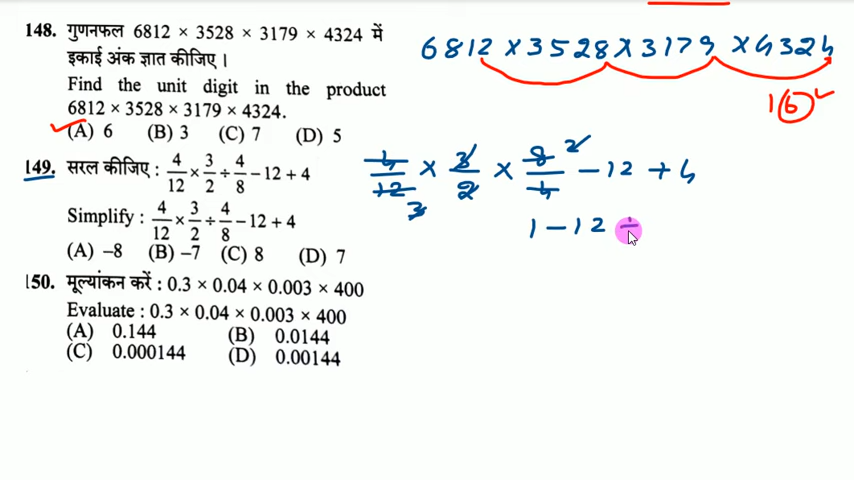 148. गुणनफल 6812 × 3528 × 3179 × 4324 में
इकाई अंक ज्ञात कीजिए।
Find the unit digit in the product
6812 × 3528 × 3179 × 4324.
(A) 6 (B) 3 (C) 7 (D) 5
149. सरल कीजिए : 4/12 × 3/2 ÷ 4/8 − 12 + 4
Simplify : 4/12 × 3/2 ÷ 4/8 − 12 + 4
(A) −8 (B) −7 (C) 8 (D) 7
150. मूल्यांकन करें : 0.3 × 0.04 × 0.003 × 400
Evaluate : 0.3 × 0.04 × 0.003 × 400
(A) 0.144 (B) 0.0144
(C) 0.000144 (D) 0.00144
6812 × 3528 × 3179 × 4324
16
4/12 × 3/2 × 8/4 − 12 + 4
3 2
1 − 12